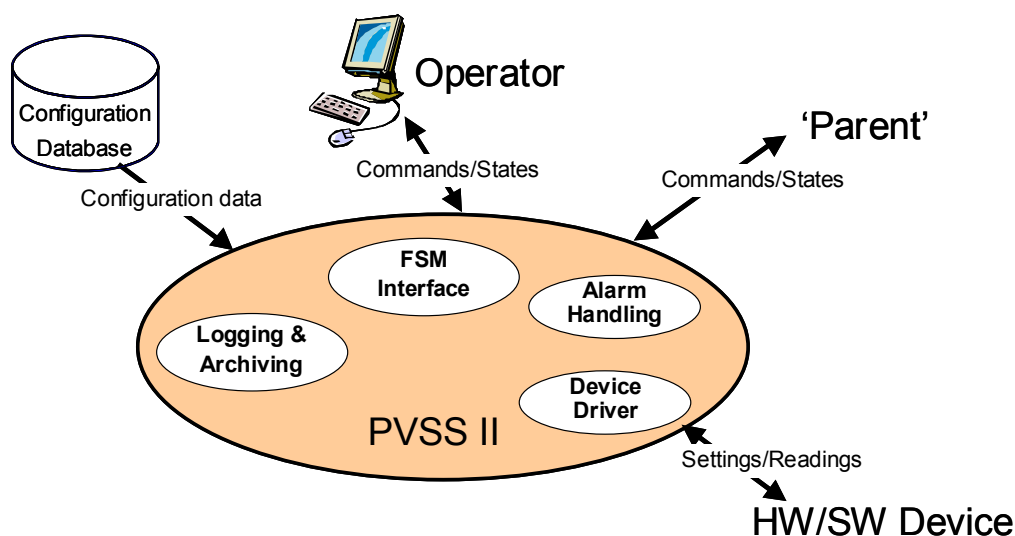 Configuration
Database
Operator
'Parent'
Commands/States
Commands/States
Configuration data
FSM
Interface
Alarm
Handling
Logging &
Archiving
Device
Driver
PVSS II
Settings/Readings
HW/SW Device